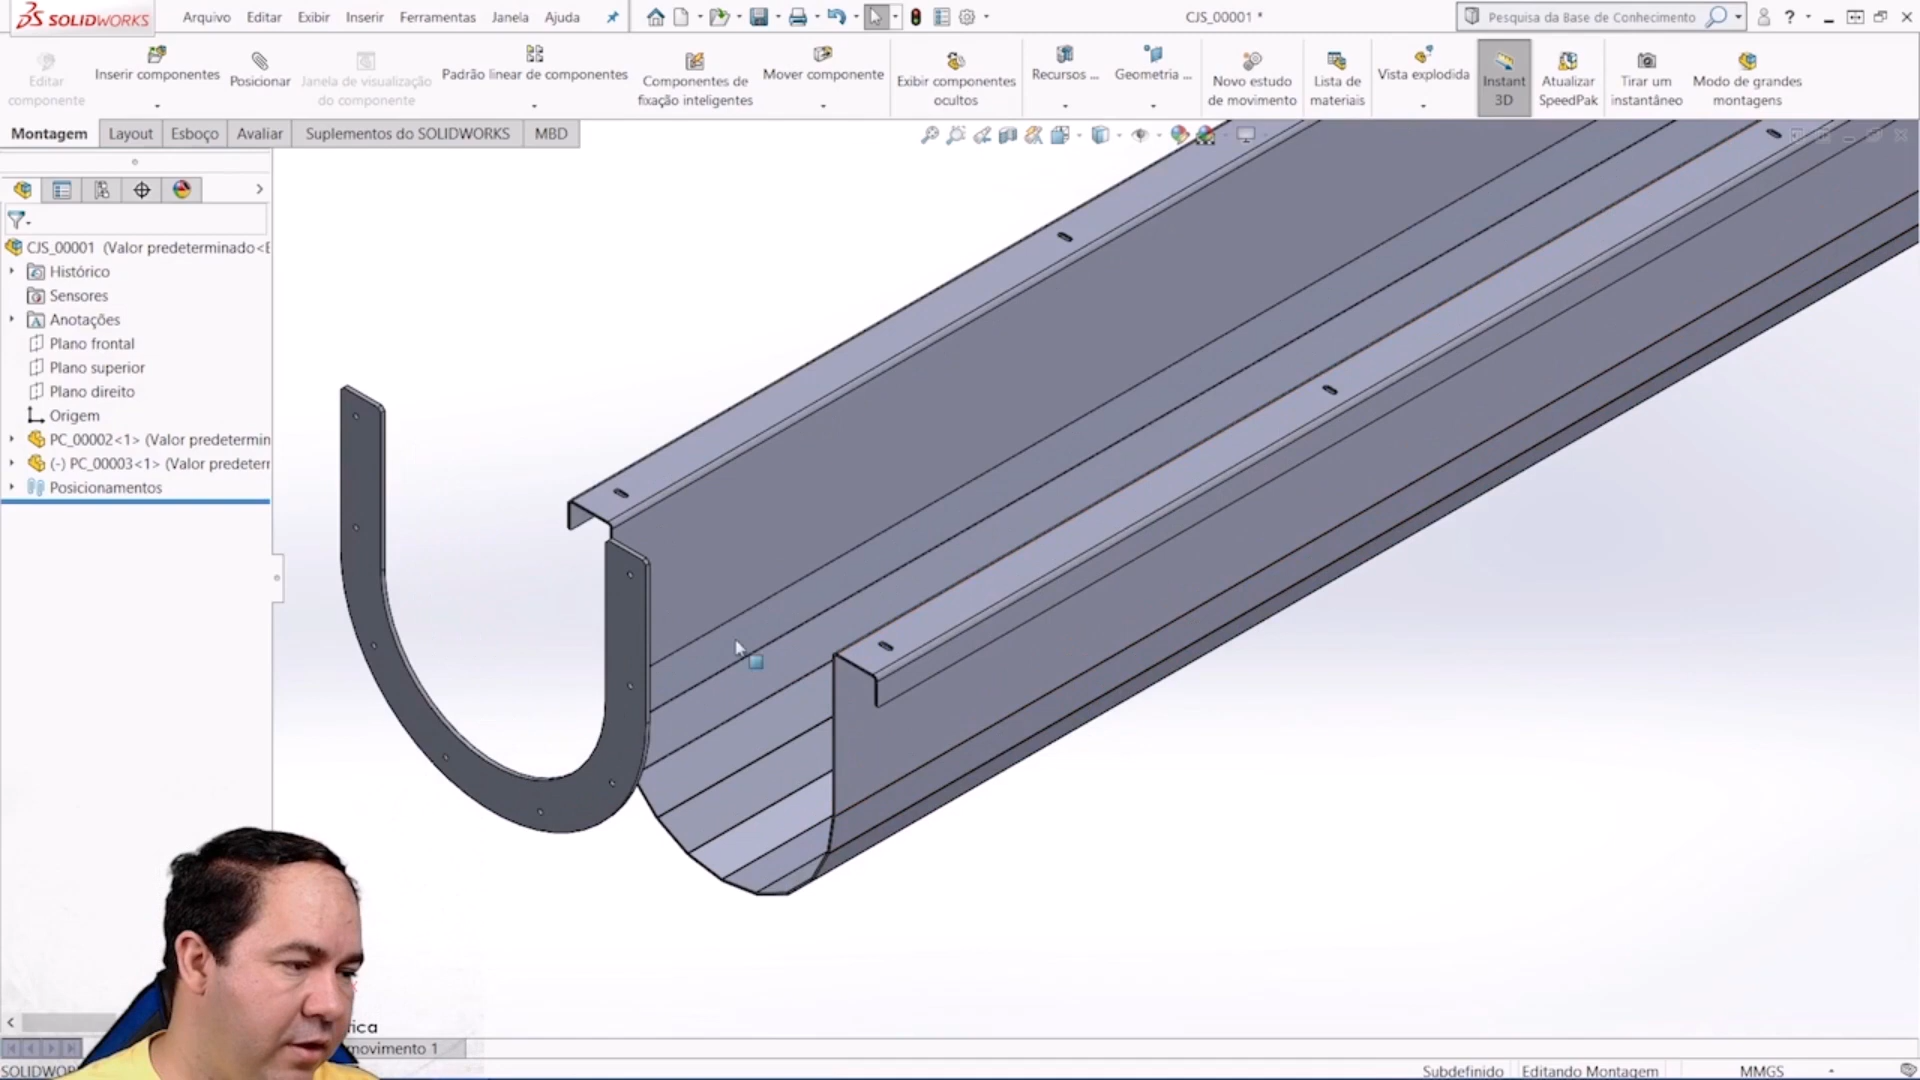 SOLIDWORKS
Arquivo Editar Exibir Inserir Ferramentas Janela Ajuda
CJS_00001 *
Pesquisa da Base de Conhecimento
?
Editar componente
Inserir componentes
Posicionar
Janela de visualização do componente
Padrão linear de componentes
Componentes de fixação inteligentes
Mover componente
Exibir componentes ocultos
Recursos ...
Geometria ...
Novo estudo de movimento
Lista de materiais
Vista explodida
Instant 3D
Atualizar SpeedPak
Tirar um instantâneo
Modo de grandes montagens
Montagem Layout Esboço Avaliar Suplementos do SOLIDWORKS MBD
CJS_00001 (Valor predeterminado<E
Histórico
Sensores
Anotações
Plano frontal
Plano superior
Plano direito
Origem
PC_00002<1> (Valor predetermin
(-) PC_00003<1> (Valor predeterr
Posicionamentos
ica
movimento 1
SOLIDWOR
Subdefinido Editando Montagem MMGS